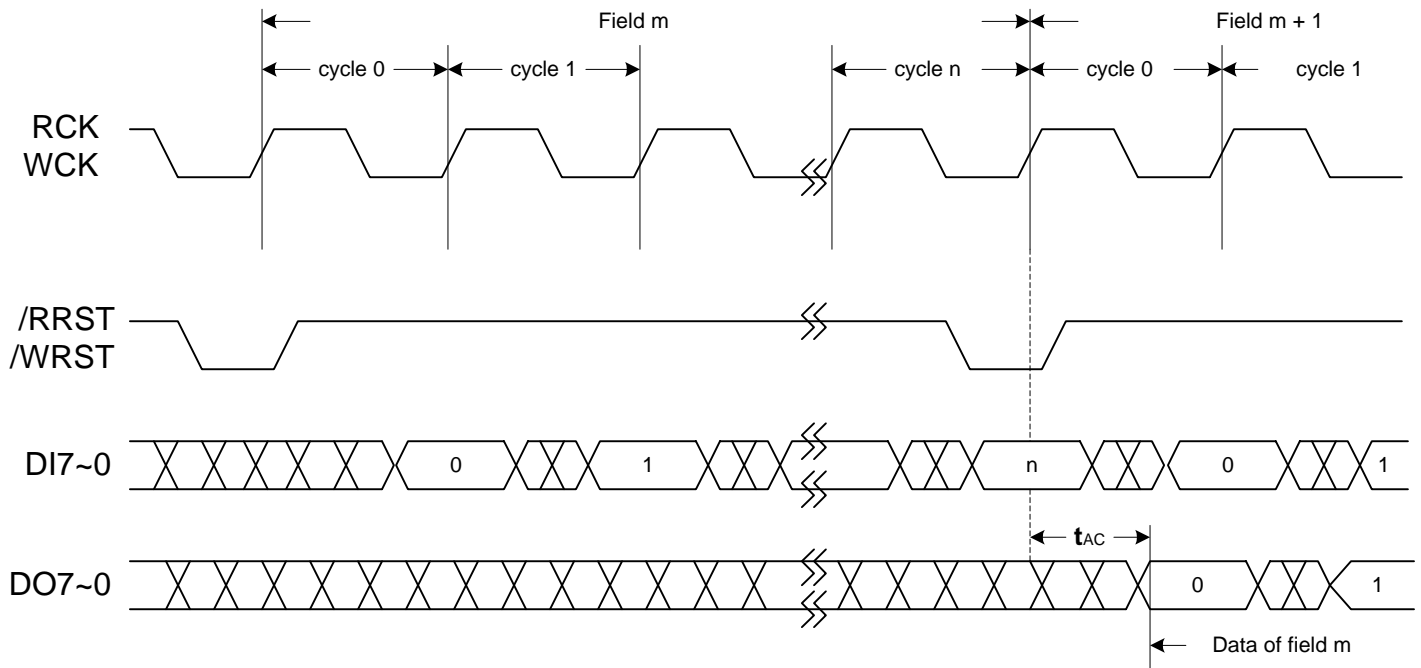 Field m
Field m + 1
cycle 0
cycle 1
cycle n
cycle 0
cycle 1
RCK
WCK
/RRST
/WRST
DI7~0
0
1
n
0
1
tAC
DO7~0
0
1
Data of field m